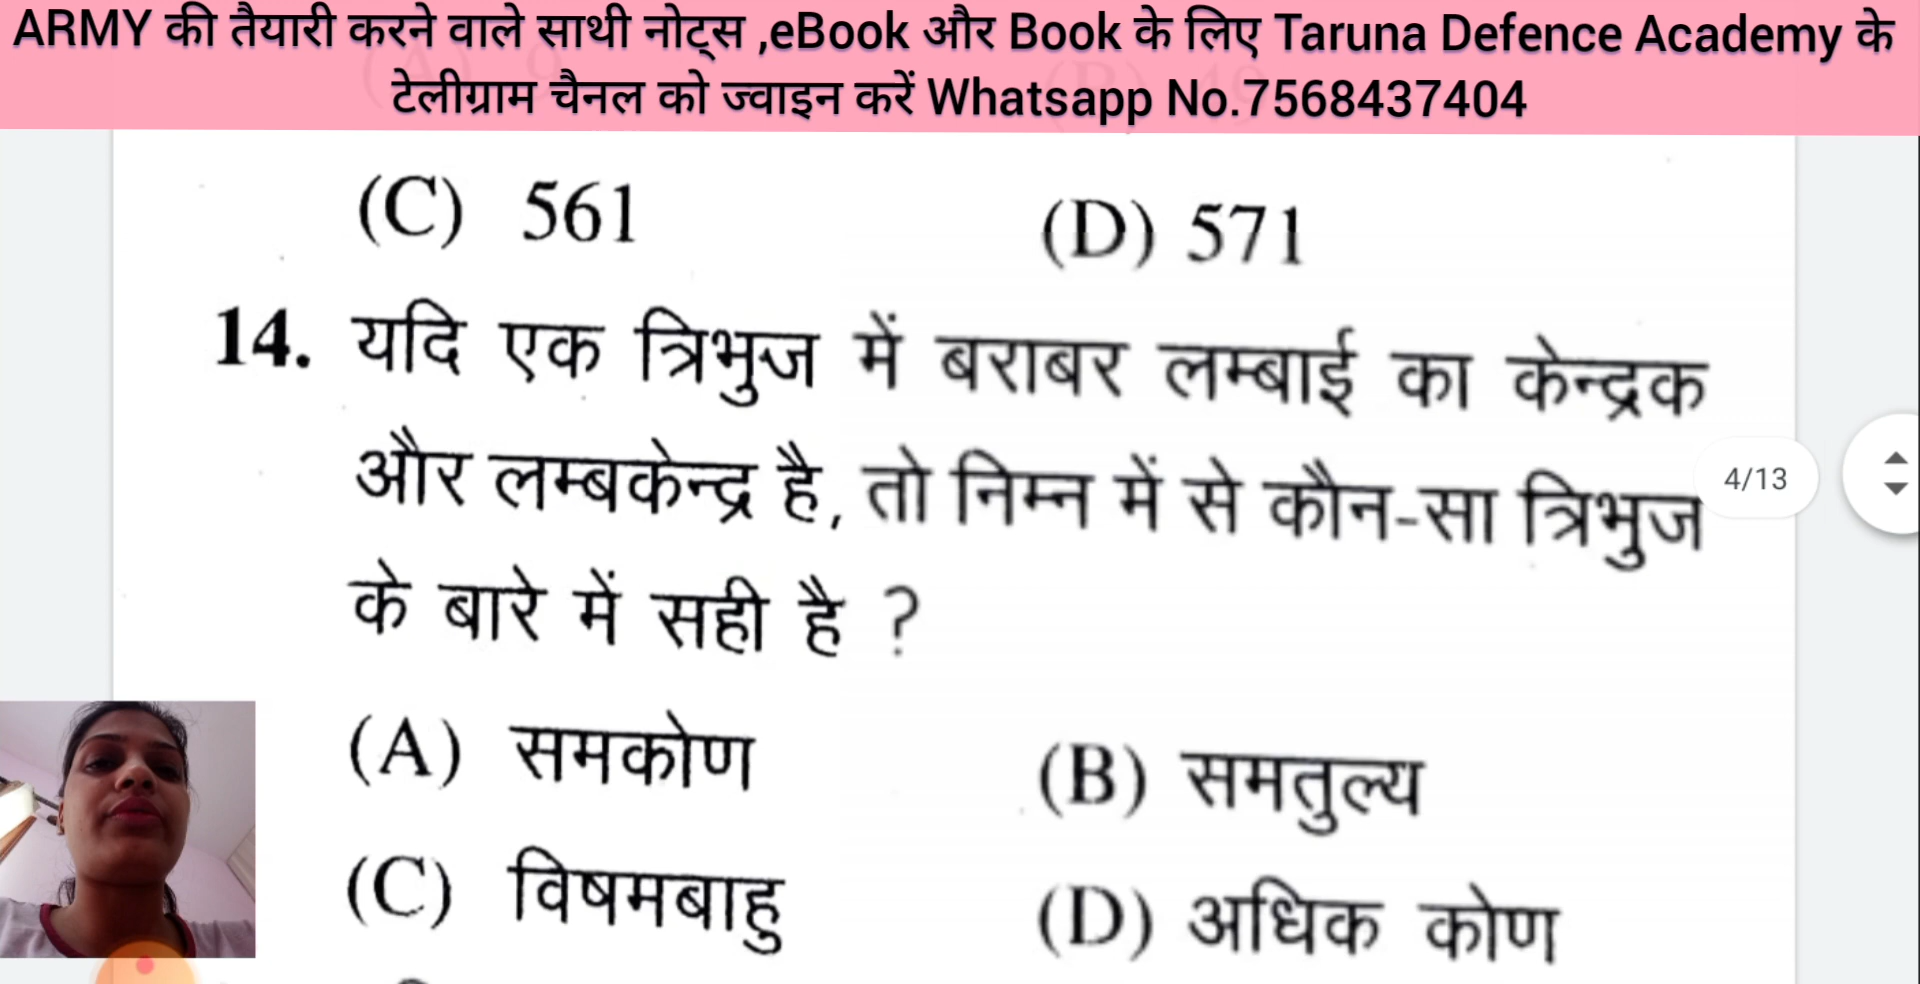 ARMY की तैयारी करने वाले साथी नोट्स ,eBook और Book के लिए Taruna Defence Academy के
टेलीग्राम चैनल को ज्वाइन करें Whatsapp No.7568437404
(C) 561 (D) 571
14. यदि एक त्रिभुज में बराबर लम्बाई का केन्द्रक
और लम्बकेन्द्र है, तो निम्न में से कौन-सा त्रिभुज
4/13
के बारे में सही है ?
(A) समकोण (B) समतुल्य
(C) विषमबाहु (D) अधिक कोण